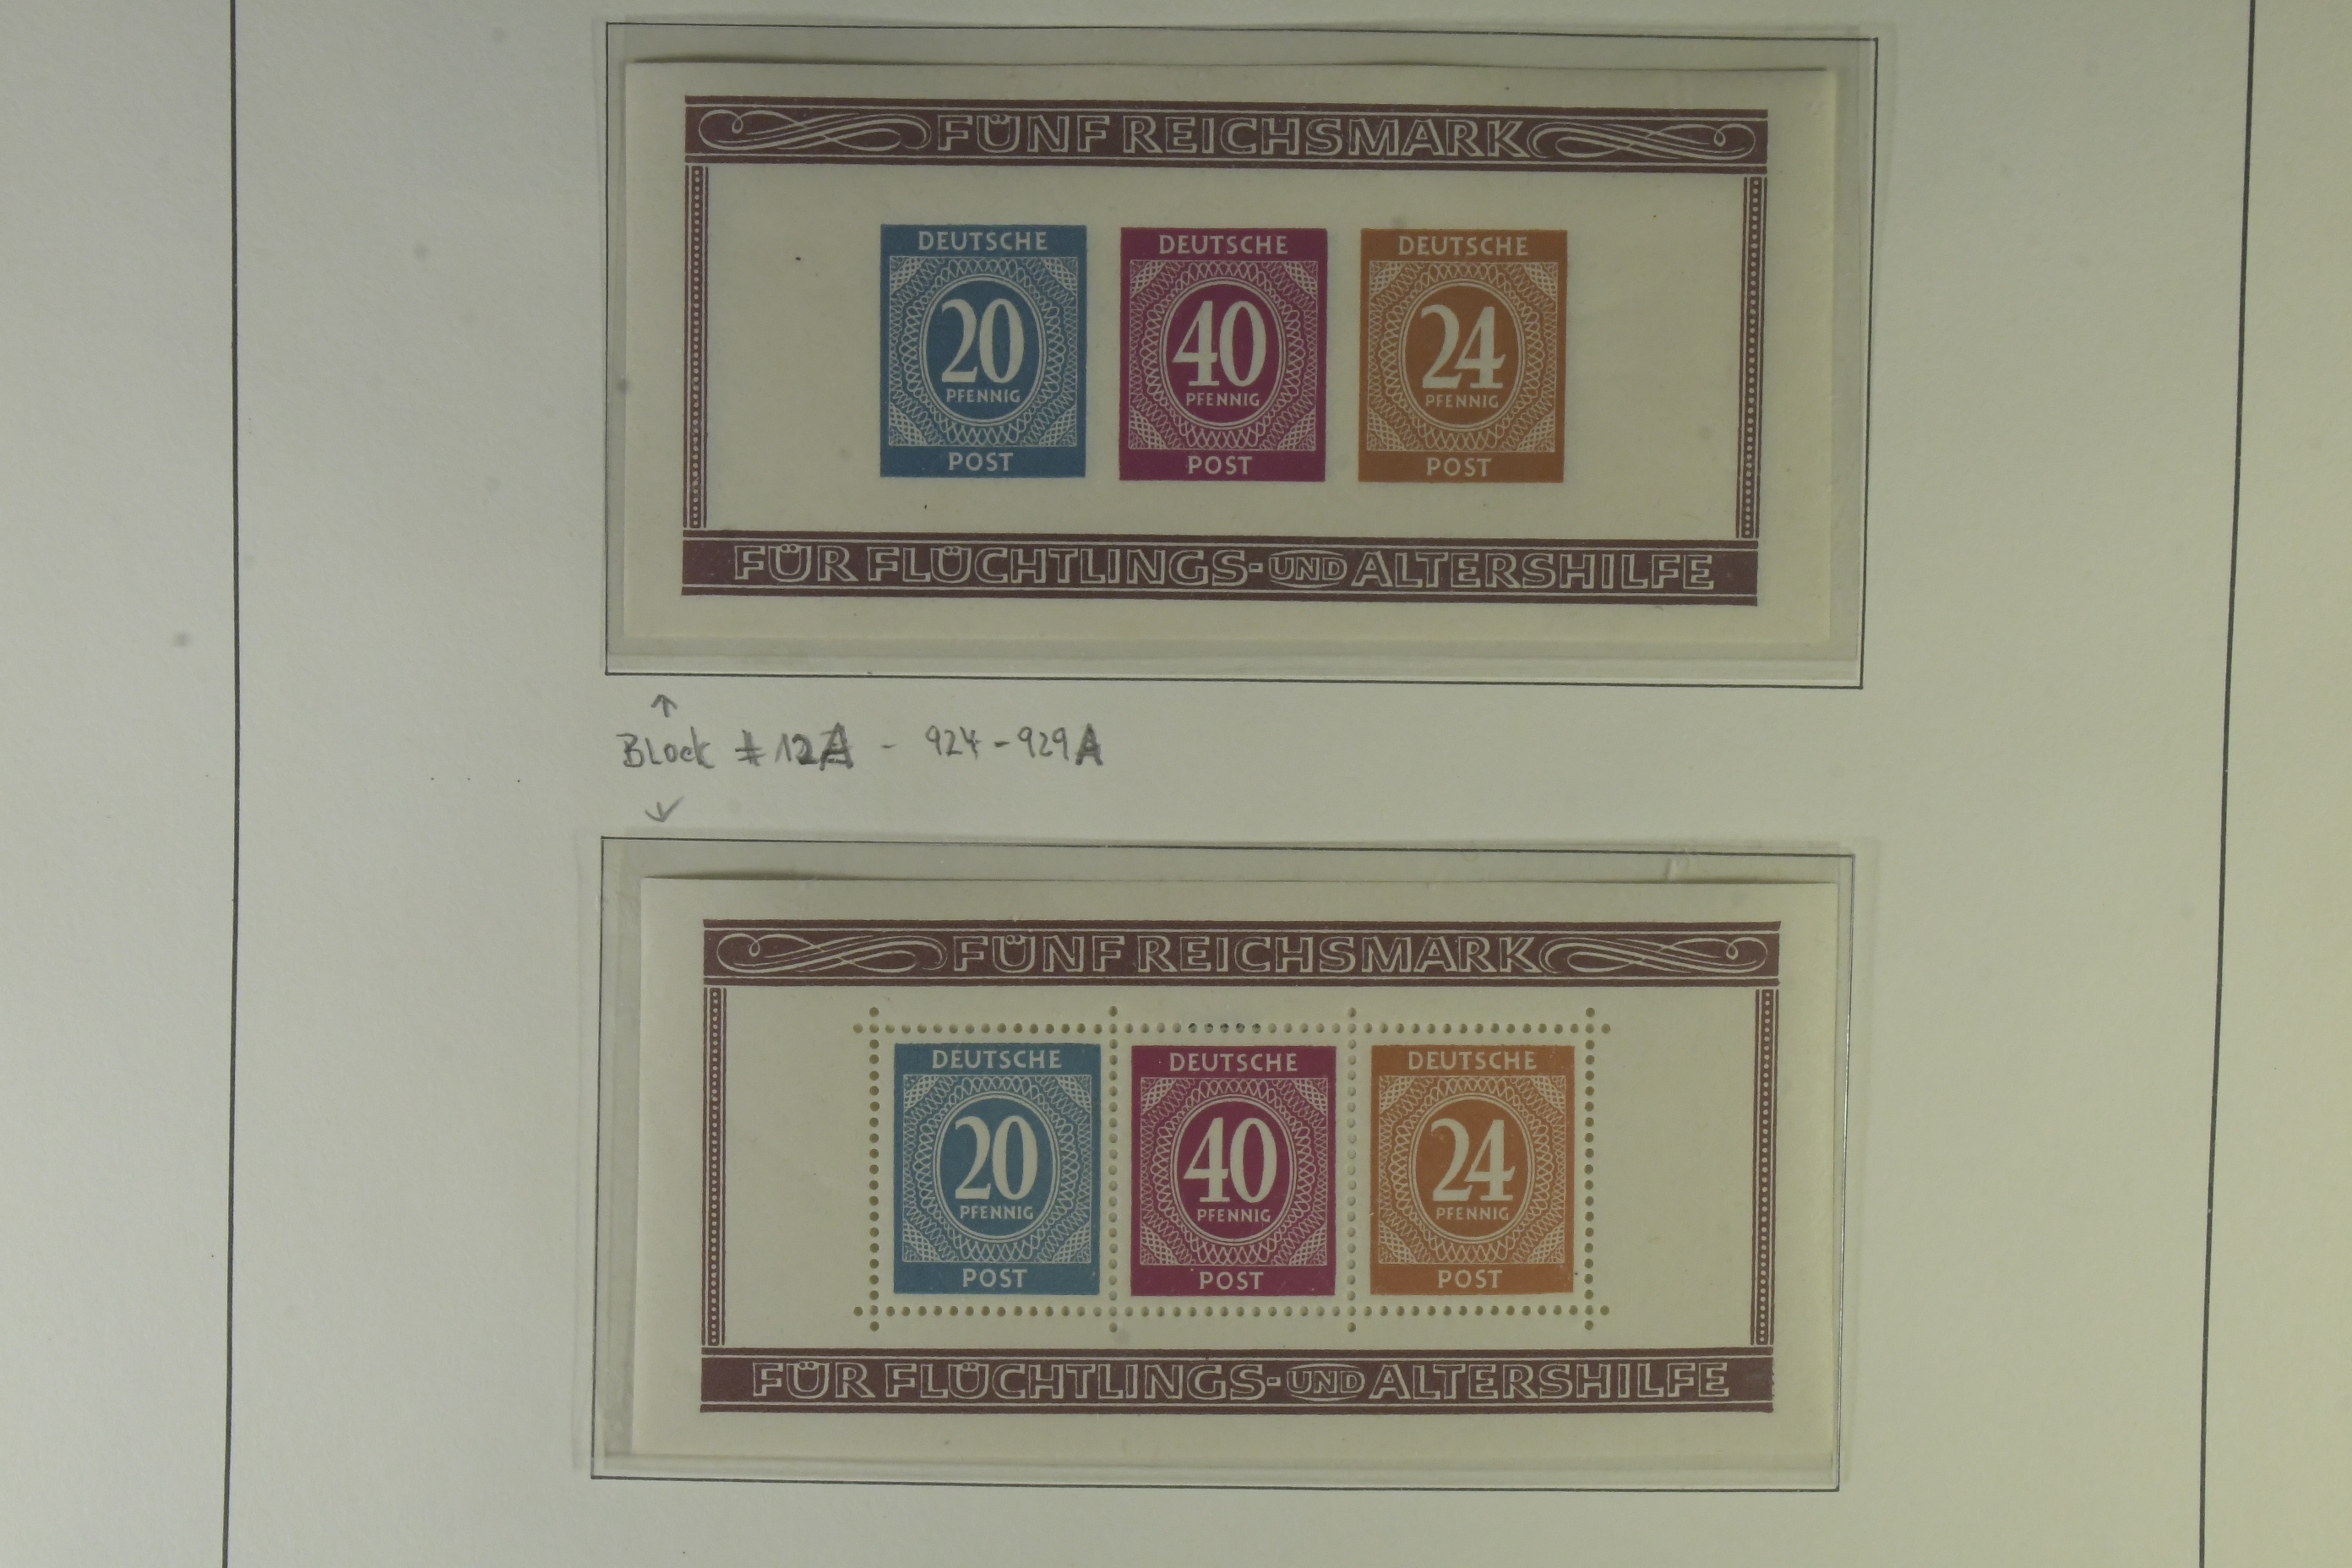 FÜNF REICHSMARK
DEUTSCHE DEUTSCHE DEUTSCHE
20 40 24
PFENNIG PFENNIG PFENNIG
POST POST POST
FÜR FLÜCHTLINGS-UND ALTERSHILFE
↑
Block #12A - 924-929A
↓
FÜNF REICHSMARK
DEUTSCHE DEUTSCHE DEUTSCHE
20 40 24
PFENNIG PFENNIG PFENNIG
POST POST POST
FÜR FLÜCHTLINGS-UND ALTERSHILFE